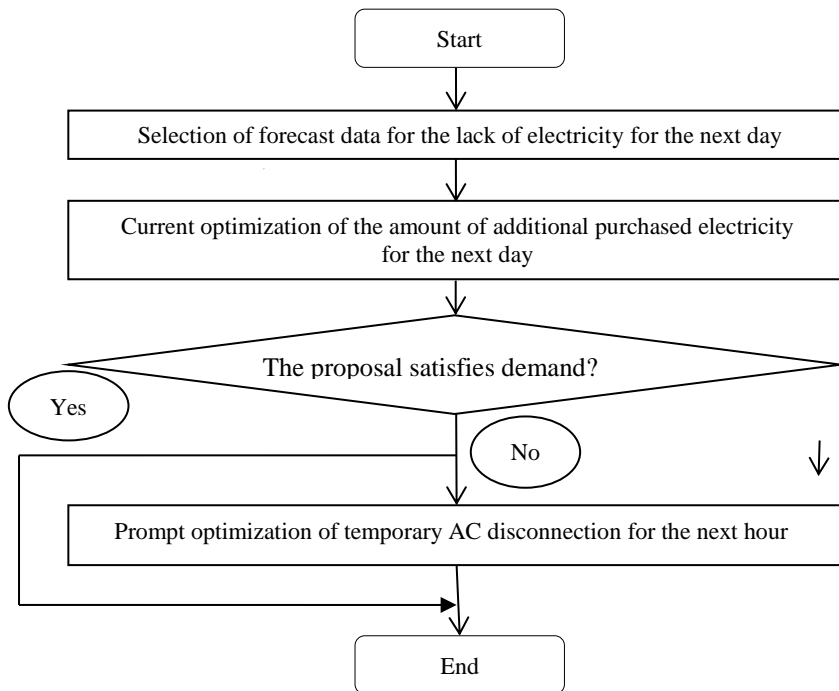 Start
Selection of forecast data for the lack of electricity for the next day
Current optimization of the amount of additional purchased electricity
for the next day
The proposal satisfies demand?
Yes
No
Prompt optimization of temporary AC disconnection for the next hour
End